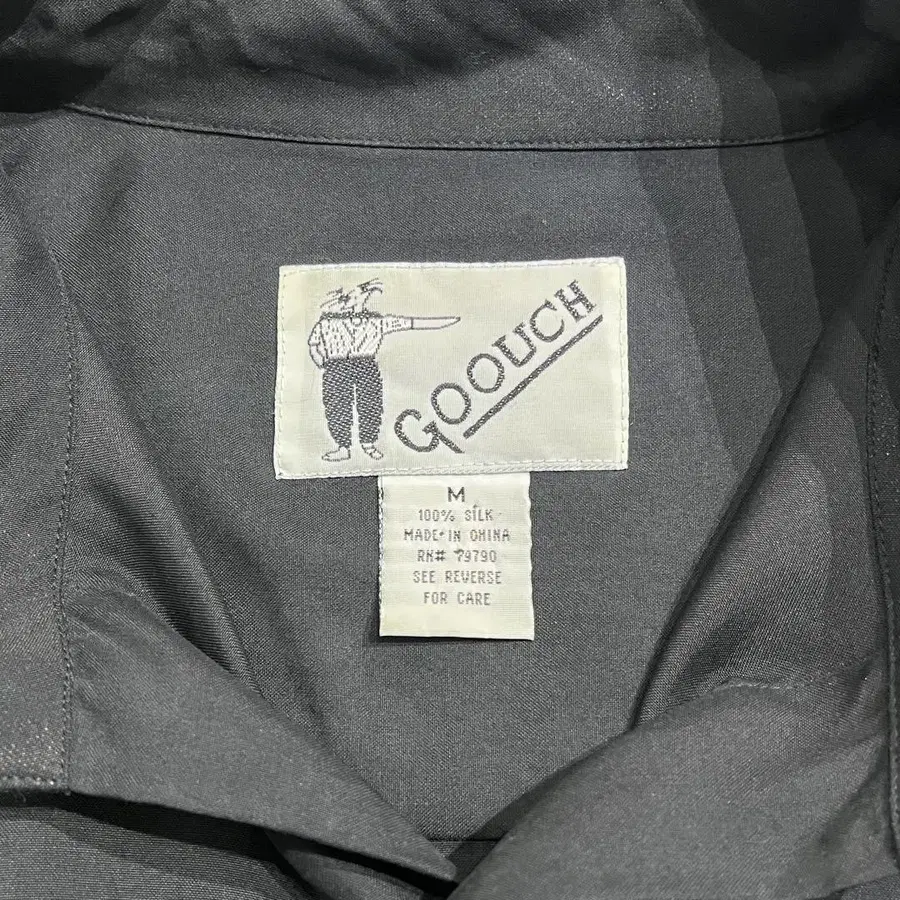 GOOUCH
M
100% SILK
MADE IN CHINA
RN# 79790
SEE REVERSE
FOR CARE